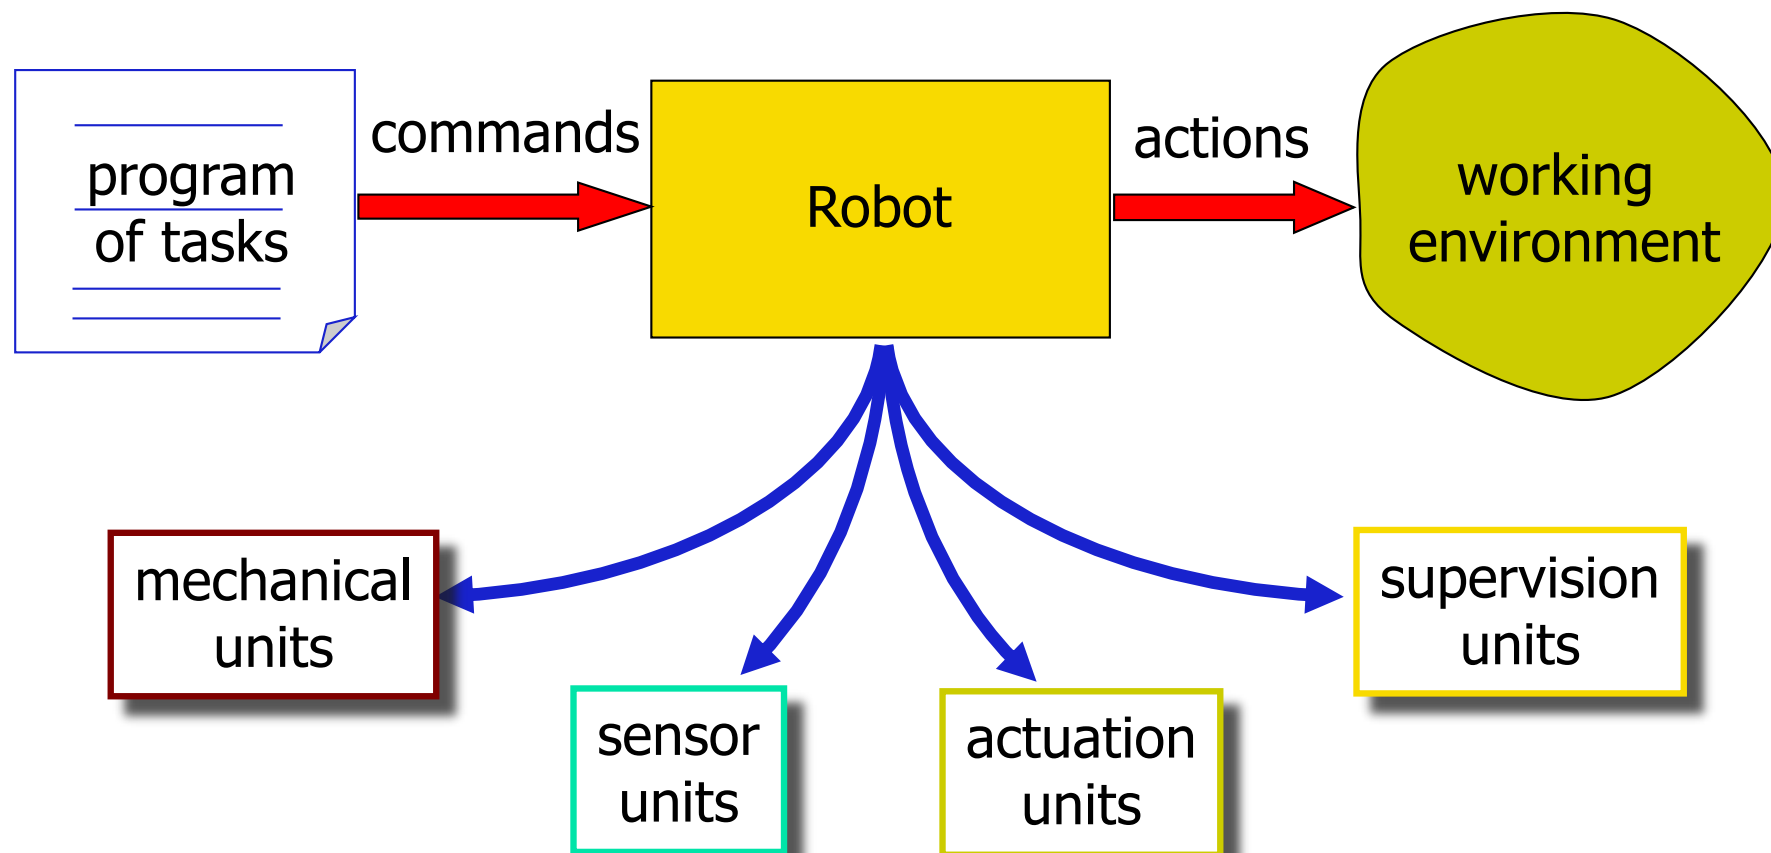 program
of tasks
commands
Robot
actions
working
environment
mechanical
units
sensor
units
actuation
units
supervision
units